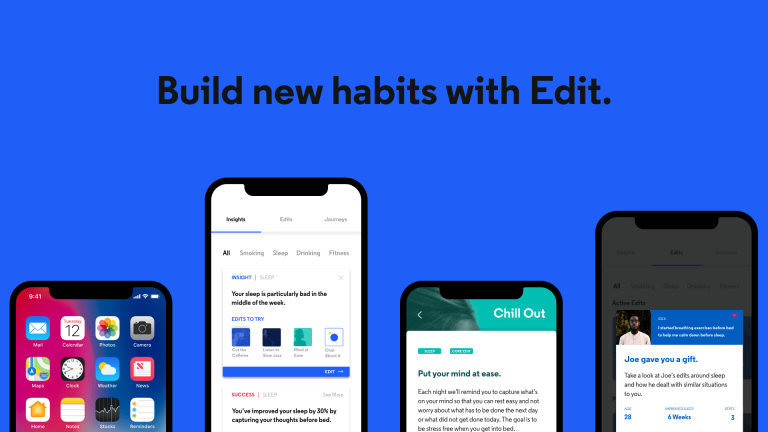 Build new habits with Edit.
9:41
Mail
TUESDAY
12
Calendar
Photos
Camera
Maps
Clock
Weather
News
Home
Notes
Stocks
Reminders
Insights Edits Journeys
All Smoking Sleep Drinking Fitness
INSIGHT | SLEEP
Your sleep is particularly bad in the
middle of the week.
EDITS TO TRY
Cut the
Caffeine
Listen to
Slow Jazz
Mind at
Ease
Chat
About It
EDIT →
SUCCESS | SLEEP See More
You've improved your sleep by 30% by
capturing your thoughts before bed.
Chill Out
SLEEP CORE EDIT
Put your mind at ease.
Each night we'll remind you to capture what's
on your mind so that you can rest easy and not
worry about what has to be done the next day
or what did not get done today. The goal is to
be stress free when you get into bed.
Insights Edits Journeys
All Smoking Sleep Drinking Fitness
Active Edits
I started breathing exercises before bed
to help me calm down before sleep.
Joe gave you a gift.
Take a look at Joe's edits around sleep
and how he dealt with similar situations
to you.
AGE IMPROVED SLEEP EDITS
28 6 Weeks 3